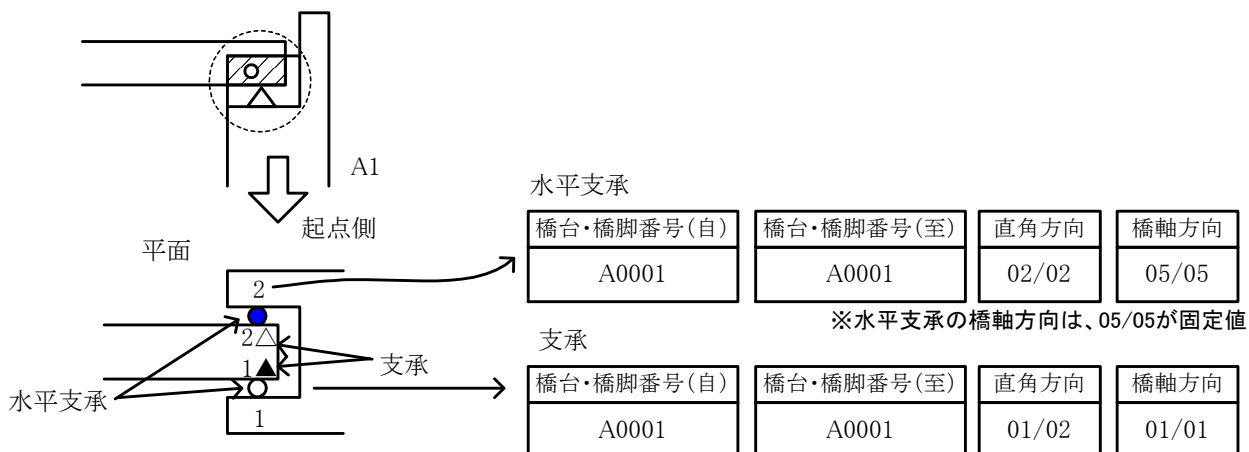 A1
起点側
平面
2
2△
1▲
1
水平支承
支承
水平支承
橋台・橋脚番号(自) 橋台・橋脚番号(至) 直角方向 橋軸方向
A0001 A0001 02/02 05/05
※水平支承の橋軸方向は、05/05が固定値
支承
橋台・橋脚番号(自) 橋台・橋脚番号(至) 直角方向 橋軸方向
A0001 A0001 01/02 01/01